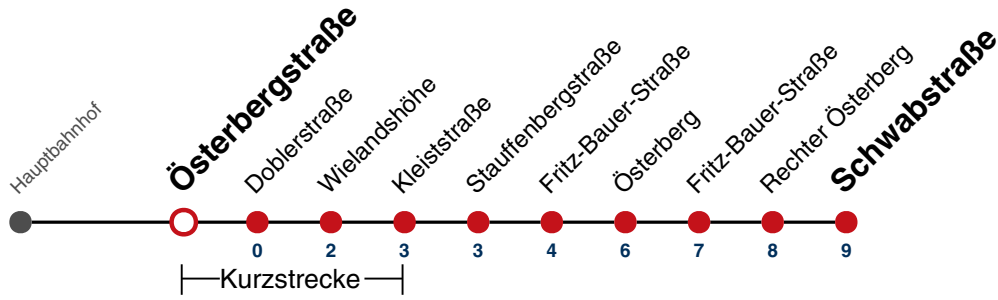 Hauptbahnhof
Österbergstraße
Doblerstraße
Wielandshöhe
Kleiststraße
Stauffenbergstraße
Fritz-Bauer-Straße
Österberg
Fritz-Bauer-Straße
Rechter Österberg
Schwabstraße
0 2 3 3 4 6 7 8 9
Kurzstrecke